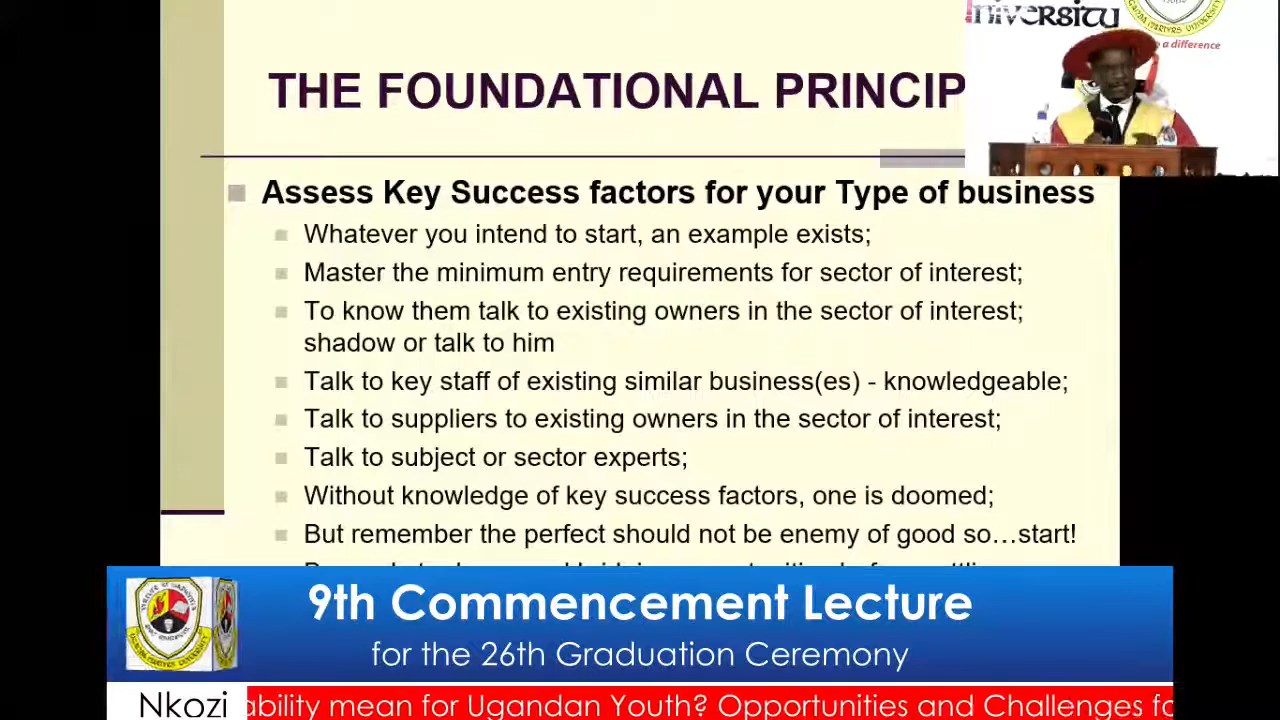 THE FOUNDATIONAL PRINCIP
UNIVERSITY
a difference
Assess Key Success factors for your Type of business
Whatever you intend to start, an example exists;
Master the minimum entry requirements for sector of interest;
To know them talk to existing owners in the sector of interest;
shadow or talk to him
Talk to key staff of existing similar business(es) - knowledgeable;
Talk to suppliers to existing owners in the sector of interest;
Talk to subject or sector experts;
Without knowledge of key success factors, one is doomed;
But remember the perfect should not be enemy of good so…start!
9th Commencement Lecture
for the 26th Graduation Ceremony
Nkozi
ability mean for Ugandan Youth? Opportunities and Challenges fo